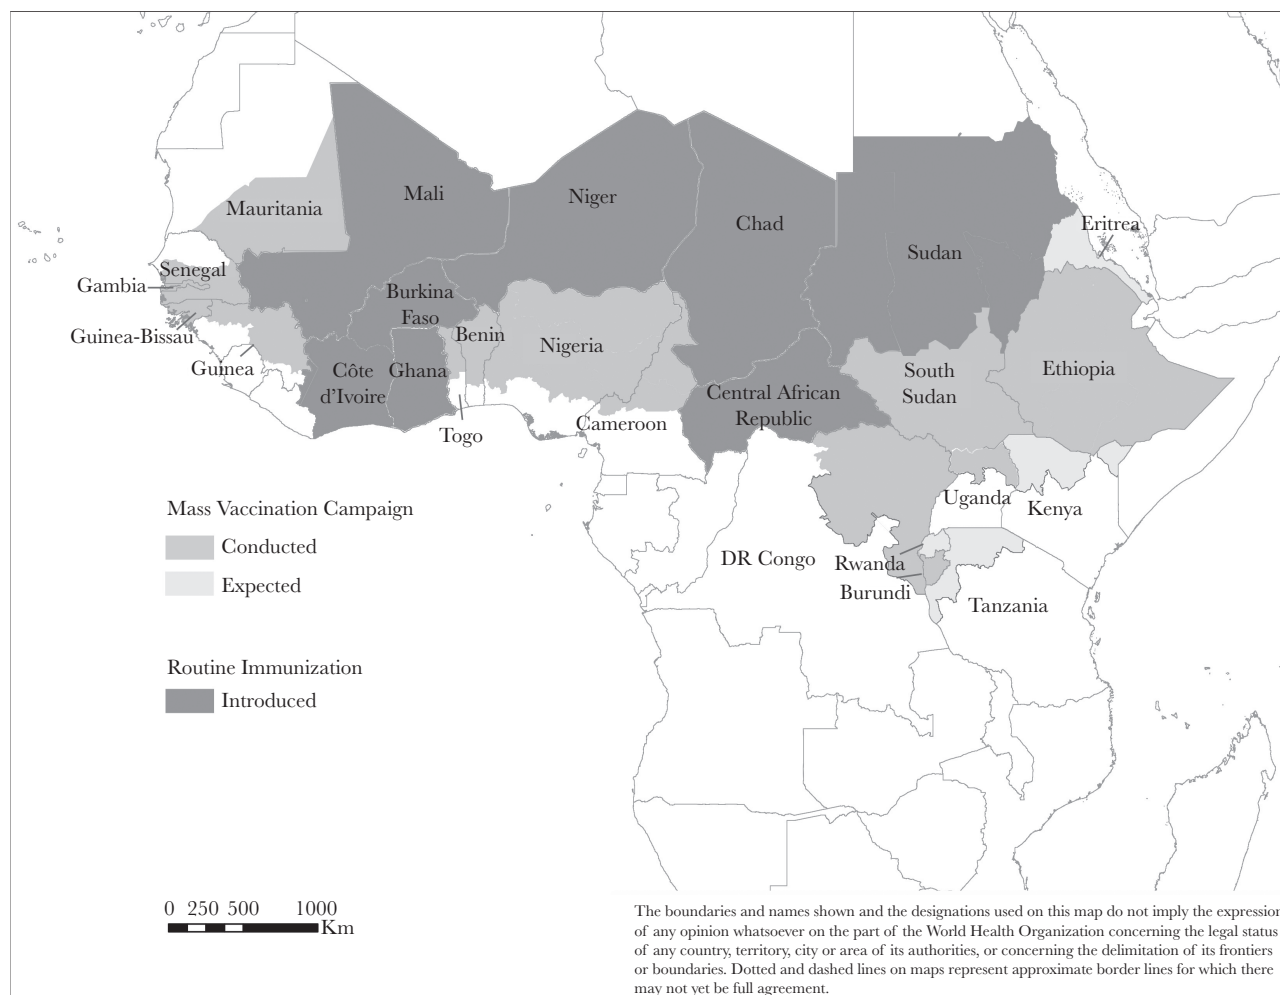 Mauritania
Mali
Niger
Chad
Sudan
Eritrea
Senegal
Gambia
Burkina
Faso
Guinea-Bissau
Benin
Nigeria
Guinea
Côte
d’Ivoire
Ghana
South
Sudan
Ethiopia
Central African
Republic
Togo
Cameroon
Uganda
Kenya
DR Congo
Rwanda
Burundi
Tanzania
Mass Vaccination Campaign
Conducted
Expected
Routine Immunization
Introduced
0 250 500 1000
Km
The boundaries and names shown and the designations used on this map do not imply the expression
of any opinion whatsoever on the part of the World Health Organization concerning the legal status
of any country, territory, city or area of its authorities, or concerning the delimitation of its frontiers
or boundaries. Dotted and dashed lines on maps represent approximate border lines for which there
may not yet be full agreement.